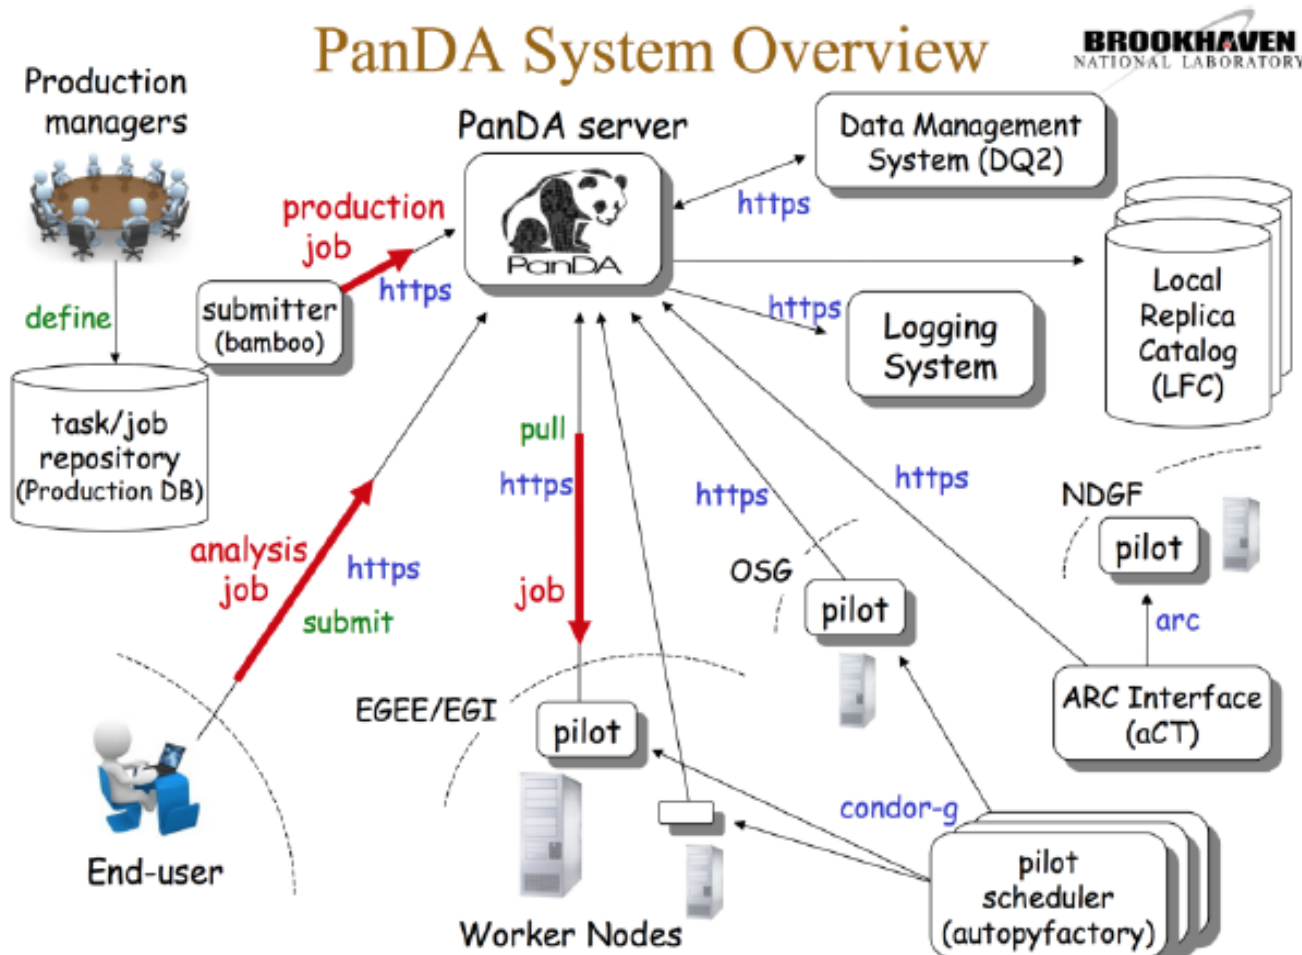 PanDA System Overview
BROOKHAVEN
NATIONAL LABORATORY
Production
managers
PanDA server
Data Management
System (DQ2)
https
production
job
https
PanDA
define
submitter
(bamboo)
https
Logging
System
Local
Replica
Catalog
(LFC)
task/job
repository
(Production DB)
pull
https
https
https
NDGF
pilot
analysis
job
https
submit
job
OSG
pilot
arc
EGEE/EGI
pilot
ARC Interface
(aCT)
condor-g
End-user
pilot
scheduler
(autopyfactory)
Worker Nodes